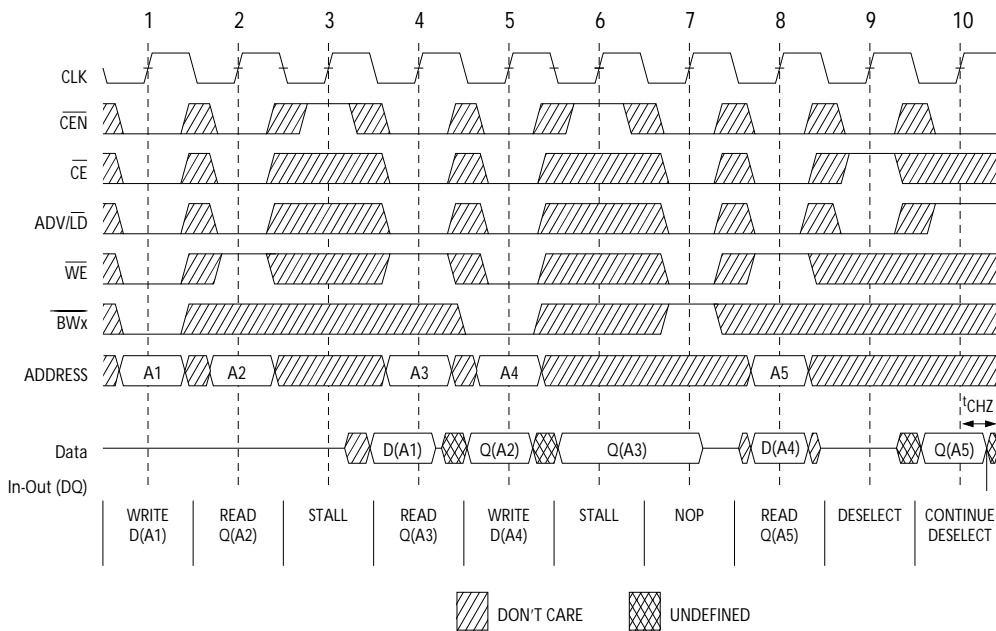 1 2 3 4 5 6 7 8 9 10
CLK
CEN
CE
ADV/LD
WE
BWx
ADDRESS A1 A2 A3 A4 A5
tCHZ
Data D(A1) Q(A2) Q(A3) D(A4) Q(A5)
In-Out (DQ)
WRITE READ STALL READ WRITE STALL NOP READ DESELECT CONTINUE
D(A1) Q(A2) Q(A3) D(A4) Q(A5) DESELECT
DON'T CARE UNDEFINED